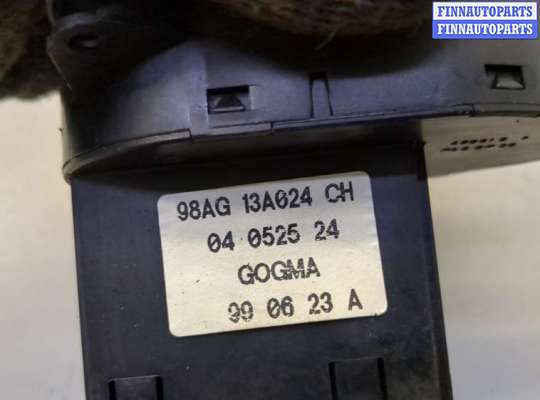 FINNAUTOPARTS
FINNAUTOPARTS
98AG 13A024 CH
04 0525 24
GOGMA
99 06 23 A